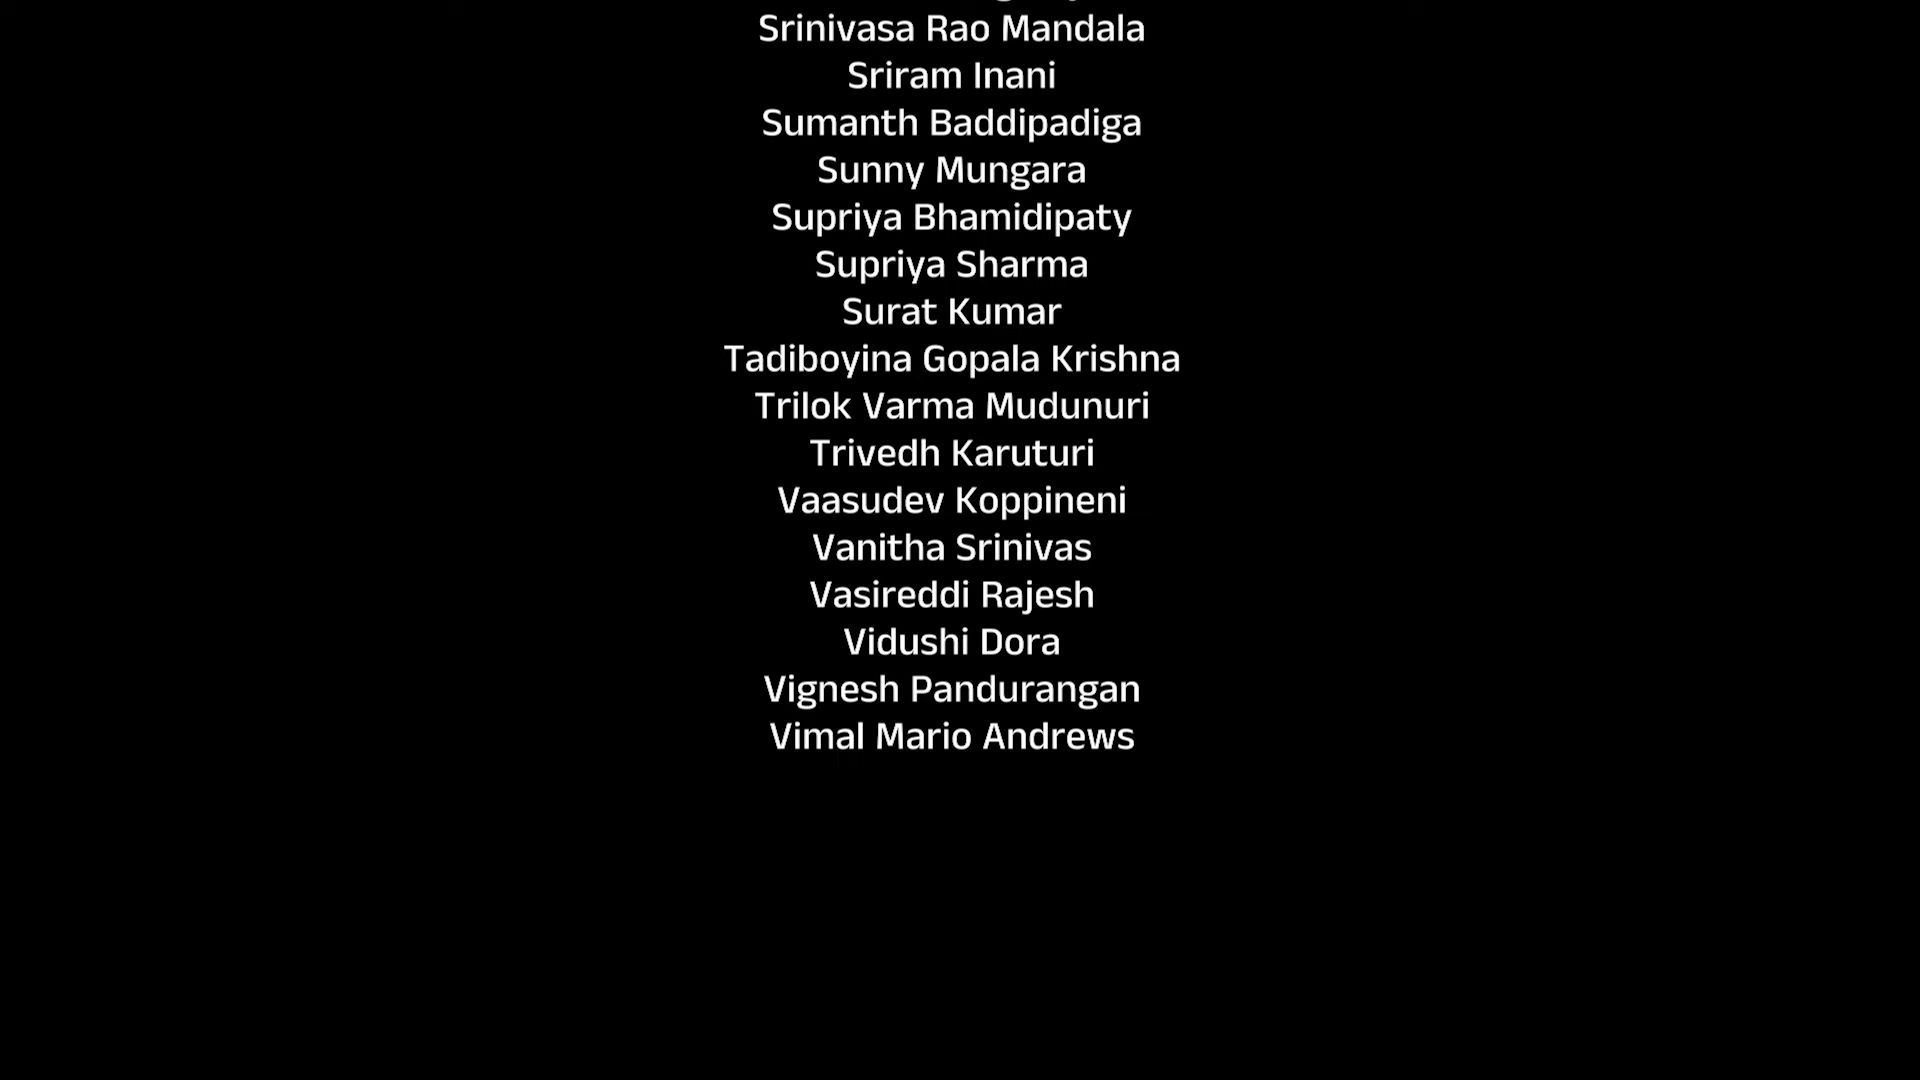 Srinivasa Rao Mandala
Sriram Inani
Sumanth Baddipadiga
Sunny Mungara
Supriya Bhamidipaty
Supriya Sharma
Surat Kumar
Tadiboyina Gopala Krishna
Trilok Varma Mudunuri
Trivedh Karuturi
Vaasudev Koppineni
Vanitha Srinivas
Vasireddi Rajesh
Vidushi Dora
Vignesh Pandurangan
Vimal Mario Andrews